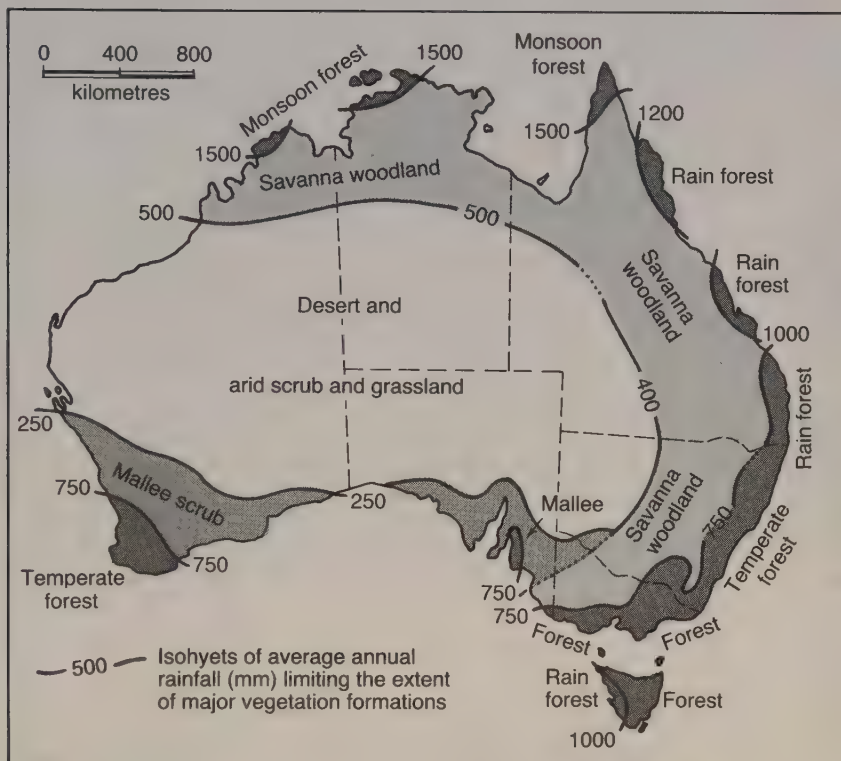 0 400 800
kilometres
Monsoon forest
1500
Monsoon
forest
1500
1200
1500
Savanna woodland
Rain forest
500
500
Savanna
woodland
Rain
forest
1000
Desert and
arid scrub and grassland
400
Rain forest
250
Mallee scrub
750
250
Mallee
Savanna
woodland
750
Temperate
forest
750
750
750
Temperate
forest
Forest
Forest
Rain
forest
Forest
1000
500 Isohyets of average annual
rainfall (mm) limiting the extent
of major vegetation formations